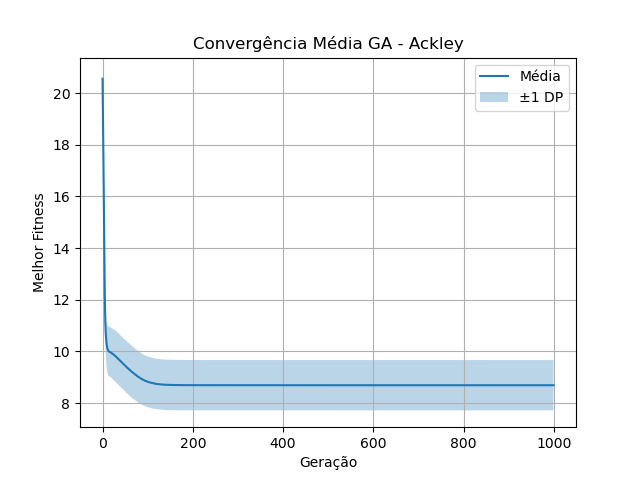 Convergência Média GA - Ackley
Média
±1 DP
Melhor Fitness
20
18
16
14
12
10
8
0 200 400 600 800 1000
Geração